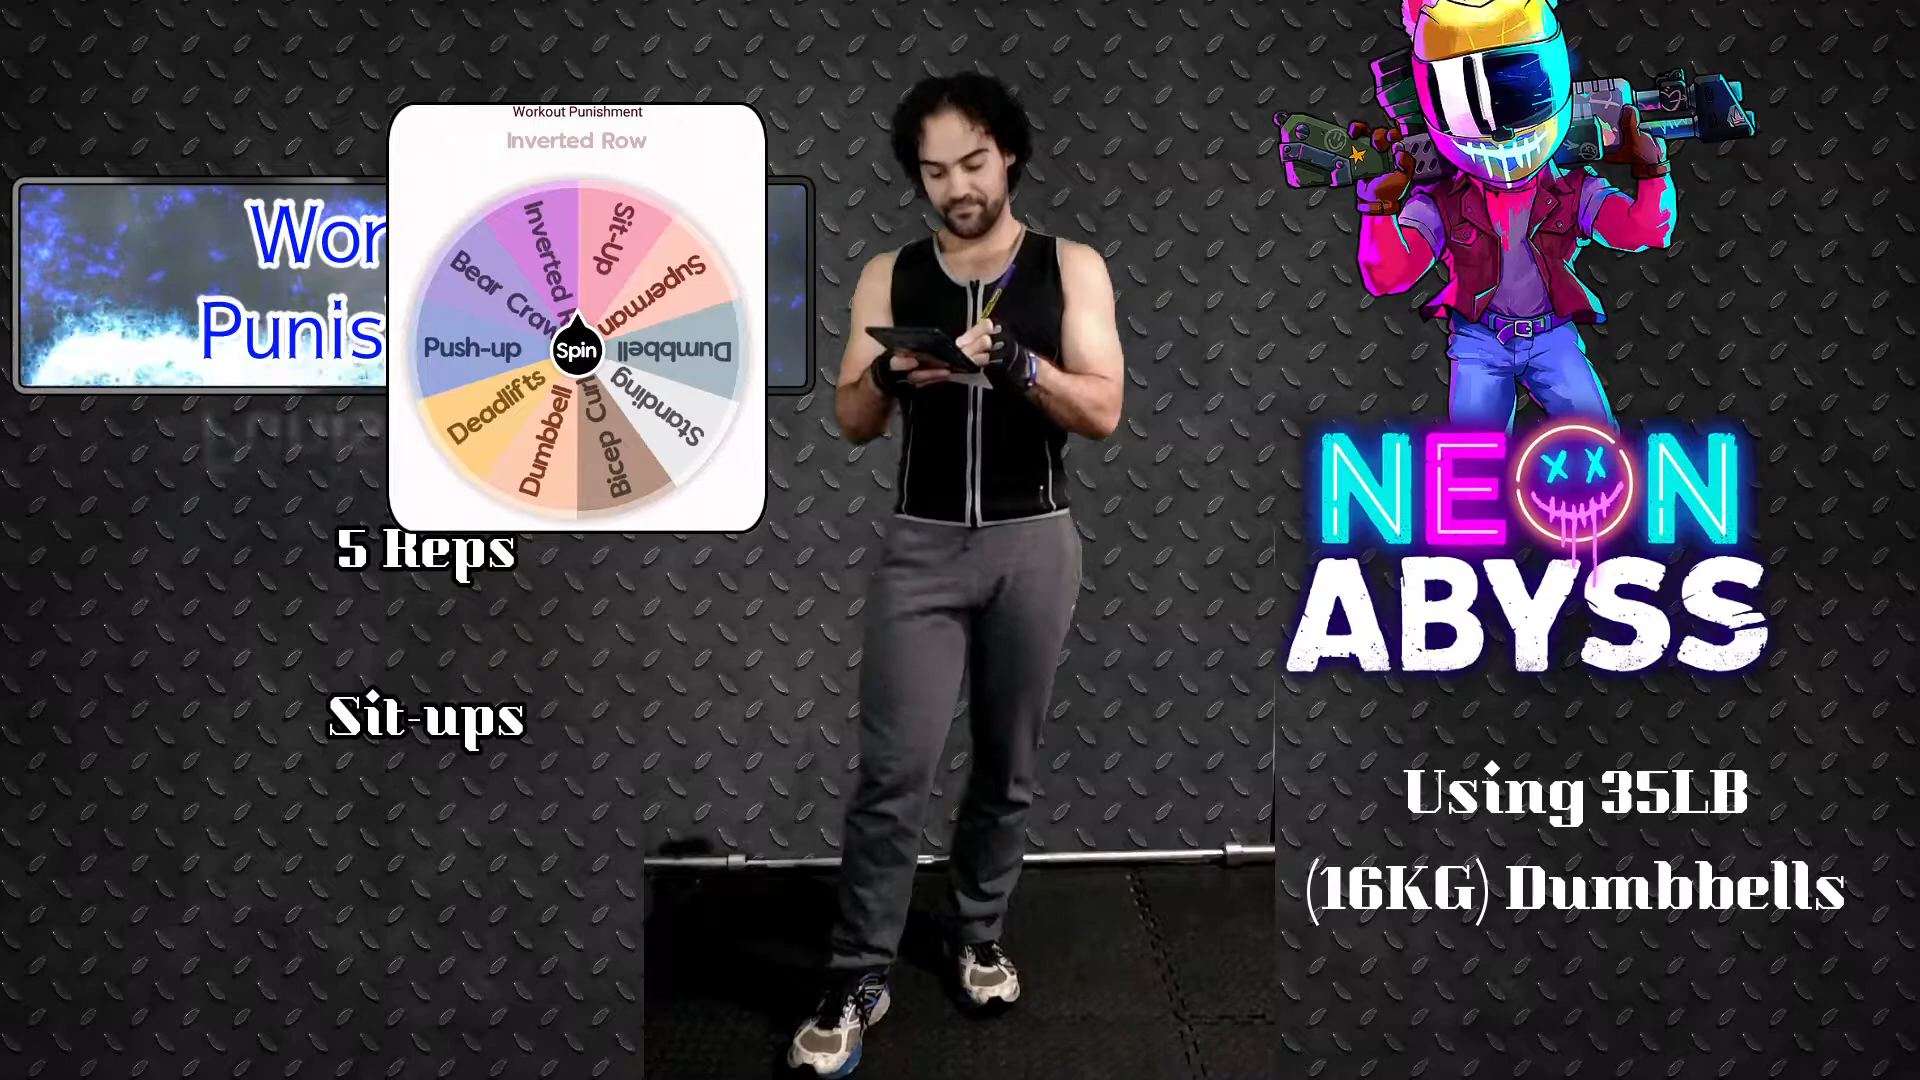 Workout Punishment
Inverted Row
Wor
Punis
Inverted
Sit-Up
Superman
Dumbbell
Standing
Bicep Curl
Dumbbell
Deadlifts
Push-up
Bear Craw
Spin
5 Reps
Sit-ups
NEON
ABYSS
Using 35LB
(16KG) Dumbbells